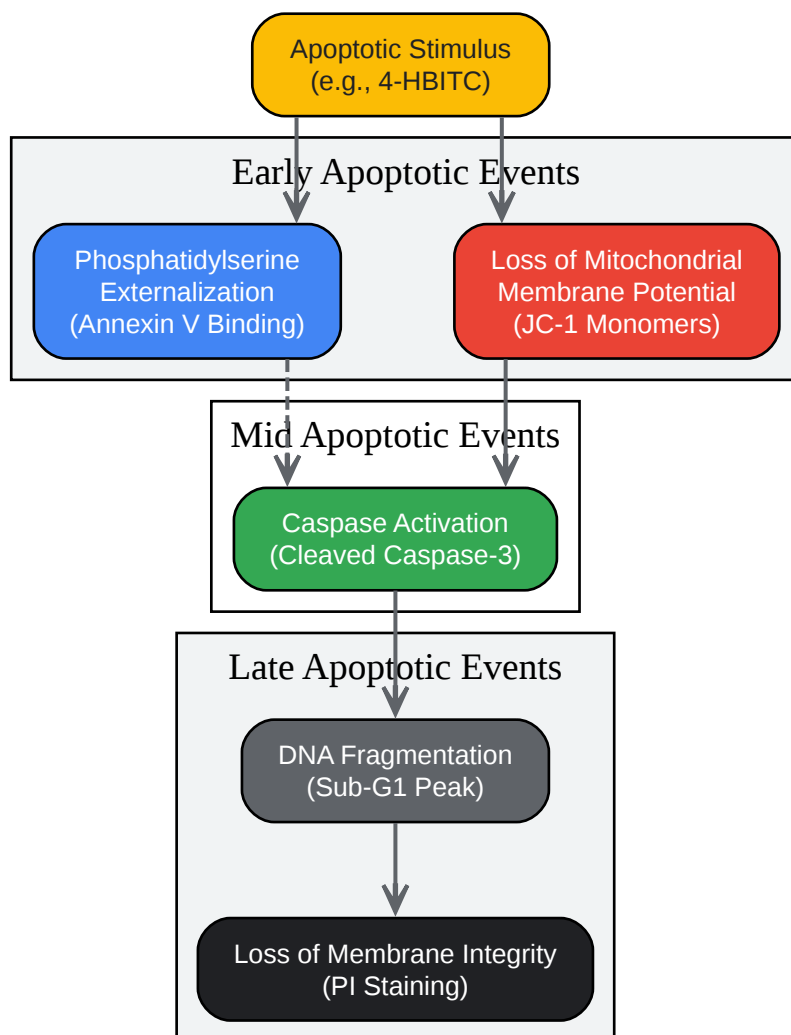 Apoptotic Stimulus
(e.g., 4-HBITC)
Early Apoptotic Events
Phosphatidylserine
Externalization
(Annexin V Binding)
Loss of Mitochondrial
Membrane Potential
(JC-1 Monomers)
Mid Apoptotic Events
Caspase Activation
(Cleaved Caspase-3)
Late Apoptotic Events
DNA Fragmentation
(Sub-G1 Peak)
Loss of Membrane Integrity
(PI Staining)